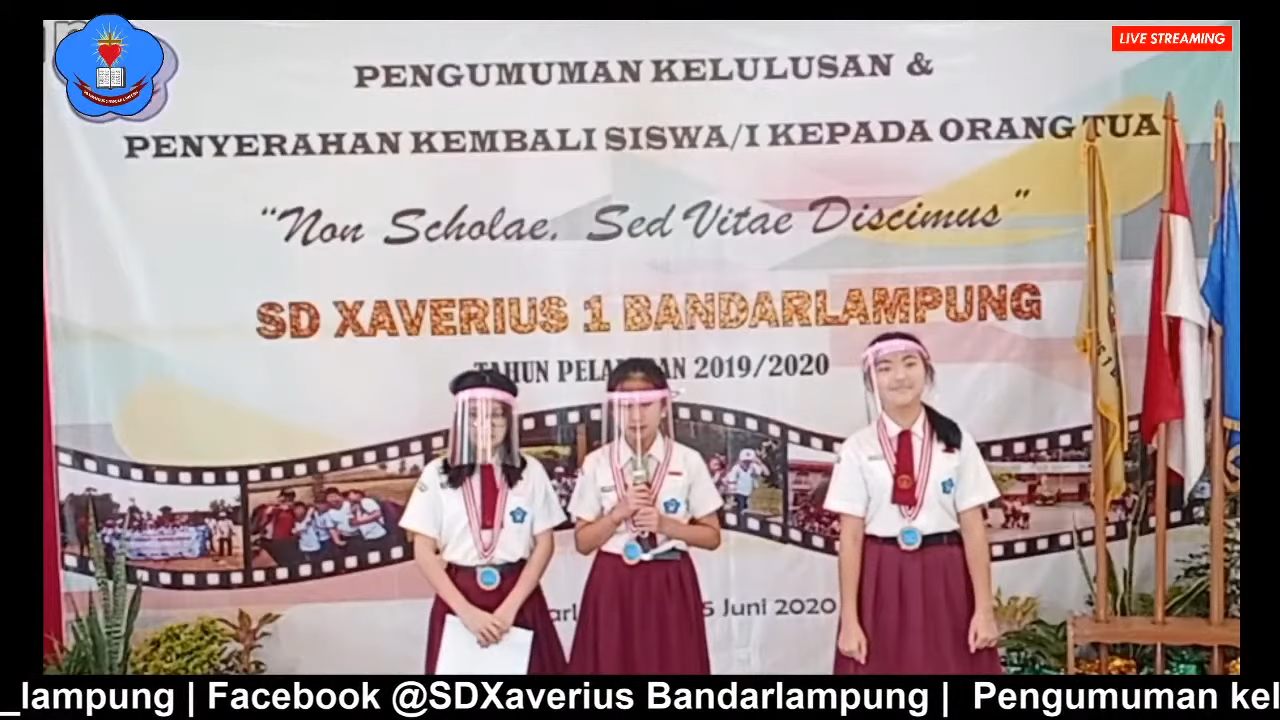 LIVE STREAMING
PENGUMUMAN KELULUSAN &
PENYERAHAN KEMBALI SISWA/I KEPADA ORANG TUA
“Non Scholae, Sed Vitae Discimus”
SD XAVERIUS 1 BANDARLAMPUNG
TAHUN 2019/2020
Juni 2020
_lampung | Facebook @SDXaverius Bandarlampung | Pengumuman kel